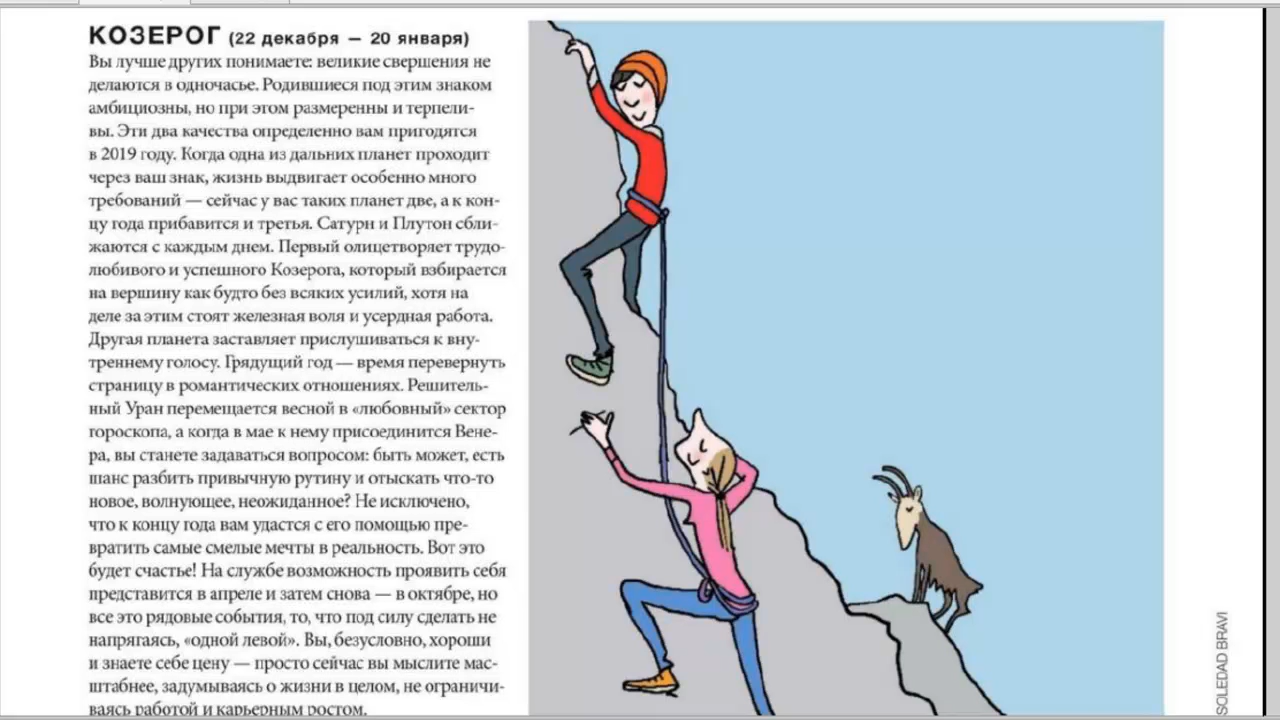 КОЗЕРОГ (22 декабря — 20 января)
Вы лучше других понимаете: великие свершения не
делаются в одночасье. Родившиеся под этим знаком
амбициозны, но при этом размеренны и терпели-
вы. Эти два качества определенно вам пригодятся
в 2019 году. Когда одна из дальних планет проходит
через ваш знак, жизнь выдвигает особенно много
требований — сейчас у вас таких планет две, а к кон-
цу года прибавится и третья. Сатурн и Плутон сбли-
жаются с каждым днем. Первый олицетворяет трудо-
любивого и успешного Козерога, который взбирается
на вершину как будто без всяких усилий, хотя на
деле за этим стоят железная воля и усердная работа.
Другая планета заставляет прислушиваться к вну-
треннему голосу. Грядущий год — время перевернуть
страницу в романтических отношениях. Решитель-
ный Уран перемещается весной в «любовный» сектор
гороскопа, а когда в мае к нему присоединится Вене-
ра, вы станете задаваться вопросом: быть может, есть
шанс разбить привычную рутину и отыскать что-то
новое, волнующее, неожиданное? Не исключено,
что к концу года вам удастся с его помощью пре-
вратить самые смелые мечты в реальность. Вот это
будет счастье! На службе возможность проявить себя
представится в апреле и затем снова — в октябре, но
все это рядовые события, то, что под силу сделать не
напрягаясь, «одной левой». Вы, безусловно, хороши
и знаете себе цену — просто сейчас вы мыслите мас-
штабнее, задумываясь о жизни в целом, не ограничи-
ваясь работой и карьерным ростом.
SOLEDAD BRAVI